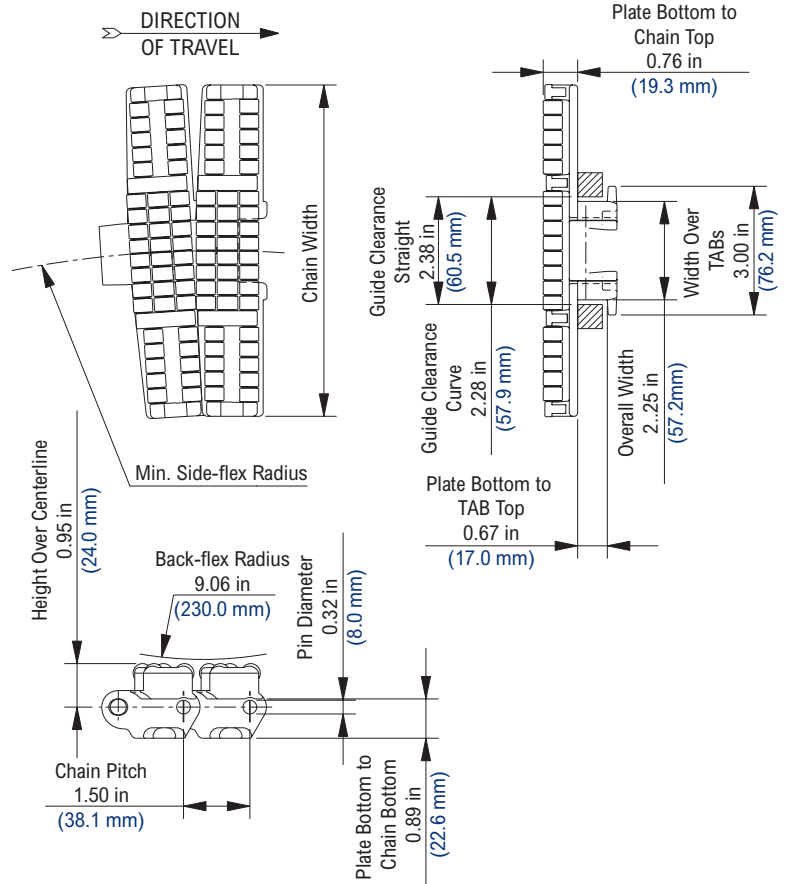 DIRECTION
OF TRAVEL
Plate Bottom to
Chain Top
0.76 in
(19.3 mm)
Chain Width
Guide Clearance
Straight
2.38 in
(60.5 mm)
Width Over
TABs
3.00 in
(76.2 mm)
Guide Clearance
Curve
2.28 in
(57.9 mm)
Overall Width
2..25 in
(57.2mm)
Min. Side-flex Radius
Plate Bottom to
TAB Top
0.67 in
(17.0 mm)
Height Over Centerline
0.95 in
(24.0 mm)
Back-flex Radius
9.06 in
(230.0 mm)
Pin Diameter
0.32 in
(8.0 mm)
Chain Pitch
1.50 in
(38.1 mm)
Plate Bottom to
Chain Bottom
0.89 in
(22.6 mm)